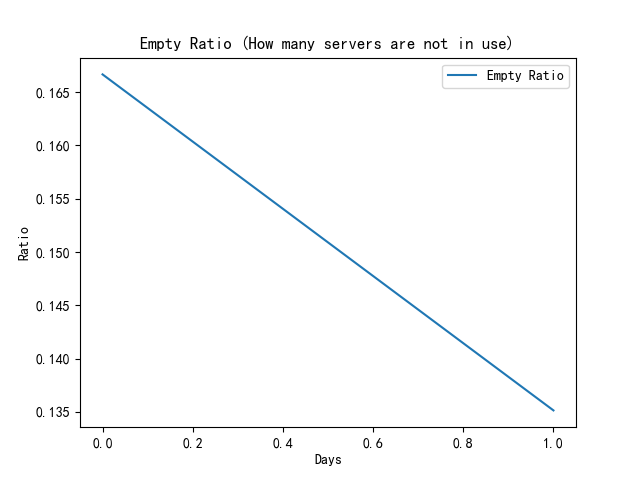 Empty Ratio (How many servers are not in use)
Empty Ratio
0.165
0.160
0.155
0.150
0.145
0.140
0.135
Ratio
0.0 0.2 0.4 0.6 0.8 1.0
Days